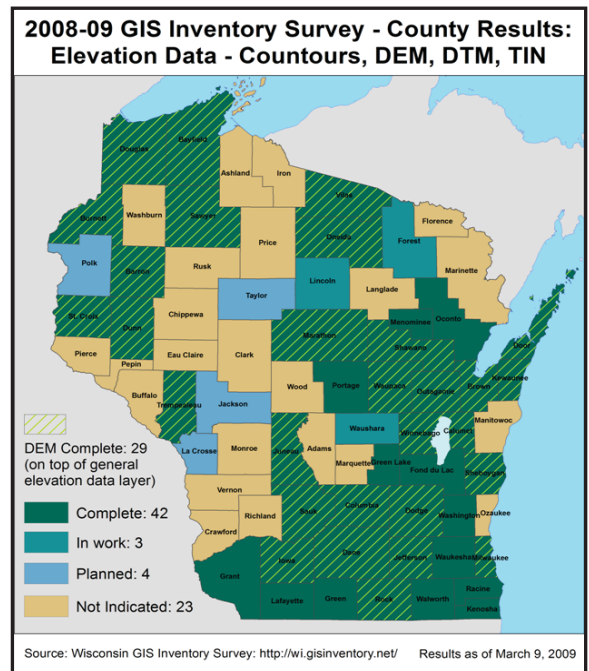 2008-09 GIS Inventory Survey - County Results:
Elevation Data - Countours, DEM, DTM, TIN
Bayfield
Douglas
Ashland
Iron
Vilas
Washburn
Burnett
Sawyer
Florence
Oneida
Forest
Price
Polk
Barron
Rusk
Marinette
Lincoln
Langlade
Taylor
Chippewa
Oconto
St. Croix
Dunn
Menominee
Marathon
Shawano
Door
Pierce
Eau Claire
Clark
Pepin
Kewaunee
Wood
Portage
Waupaca
Outagamie
Brown
Buffalo
Trempealeau
Jackson
Manitowoc
Waushara
Winnebago
Calumet
La Crosse
Monroe
Juneau
Adams
Marquette
Green Lake
Fond du Lac
Sheboygan
Vernon
Richland
Sauk
Columbia
Dodge
Washington
Ozaukee
Crawford
Iowa
Dane
Jefferson
Waukesha
Milwaukee
Grant
Lafayette
Green
Rock
Walworth
Racine
Kenosha
DEM Complete: 29
(on top of general
elevation data layer)
Complete: 42
In work: 3
Planned: 4
Not Indicated: 23
Source: Wisconsin GIS Inventory Survey: http://wi.gisinventory.net/ Results as of March 9, 2009